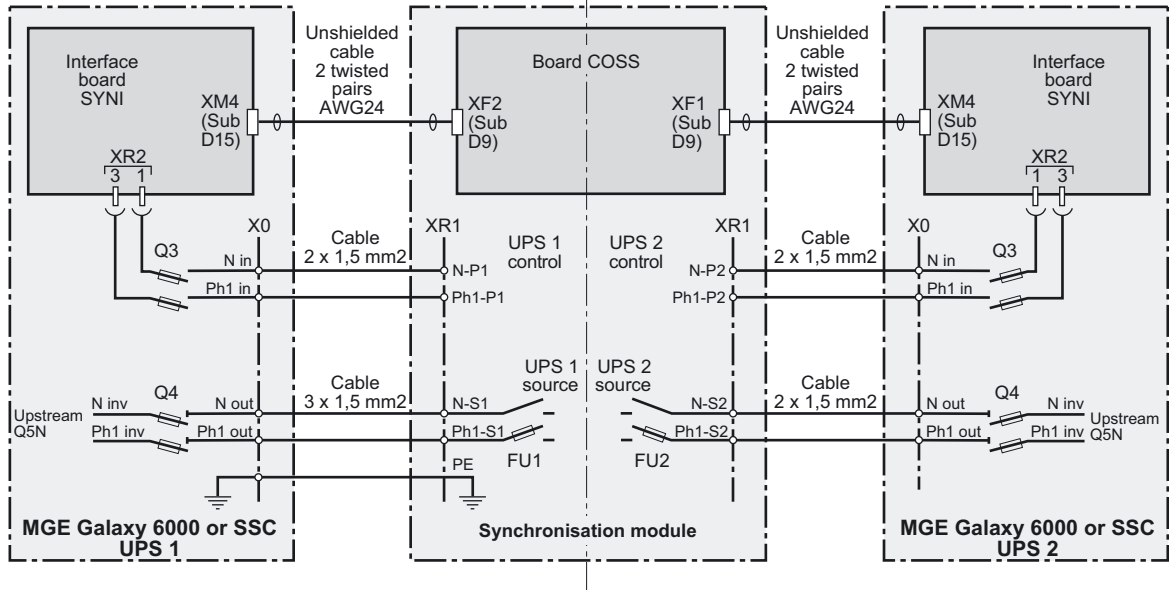 Interface
board
SYNI
XM4
(Sub
D15)
XR2
3 1
Unshielded
cable
2 twisted
pairs
AWG24
Board COSS
XF2
(Sub
D9)
XF1
(Sub
D9)
Unshielded
cable
2 twisted
pairs
AWG24
Interface
board
SYNI
XM4
(Sub
D15)
XR2
1 3
X0
Q3
N in
Ph1 in
Cable
2 x 1,5 mm2
XR1
N-P1
Ph1-P1
UPS 1
control
UPS 2
control
XR1
N-P2
Ph1-P2
Cable
2 x 1,5 mm2
X0
N in
Ph1 in
Q3
Upstream
Q5N
N inv
Ph1 inv
Q4
N out
Ph1 out
Cable
3 x 1,5 mm2
N-S1
Ph1-S1
PE
UPS 1
source
FU1
UPS 2
source
FU2
N-S2
Ph1-S2
Cable
2 x 1,5 mm2
N out
Ph1 out
Q4
N inv
Ph1 inv
Upstream
Q5N
MGE Galaxy 6000 or SSC
UPS 1
Synchronisation module
MGE Galaxy 6000 or SSC
UPS 2